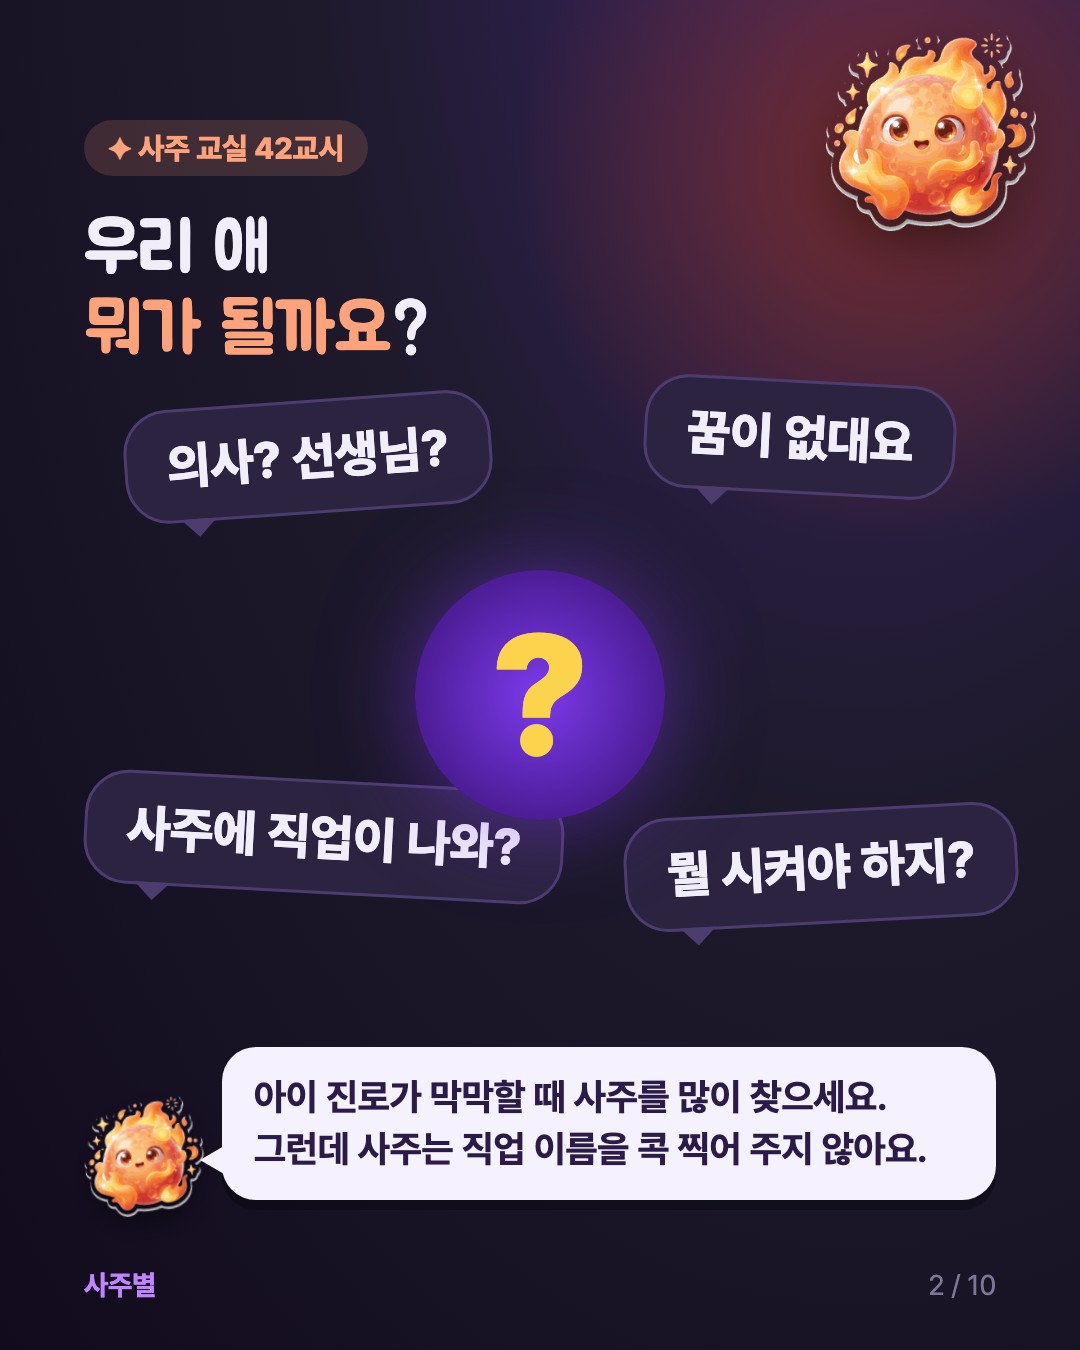 ✦ 사주 교실 42교시
우리 애
뭐가 될까요?
의사? 선생님?
꿈이 없대요
?
사주에 직업이 나와?
뭘 시켜야 하지?
아이 진로가 막막할 때 사주를 많이 찾으세요.
그런데 사주는 직업 이름을 콕 찍어 주지 않아요.
사주별
2 / 10